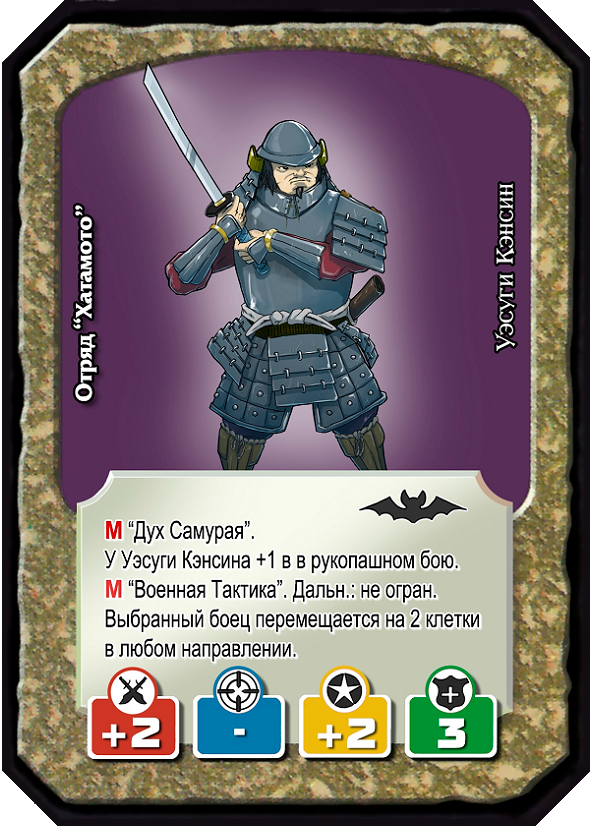 Отряд “Хатамото”
Уэсуги Кэнсин
М “Дух Самурая”.
У Уэсуги Кэнсина +1 в в рукопашном бою.
М “Военная Тактика”. Дальн.: не огран.
Выбранный боец перемещается на 2 клетки
в любом направлении.
+2 - +2 3